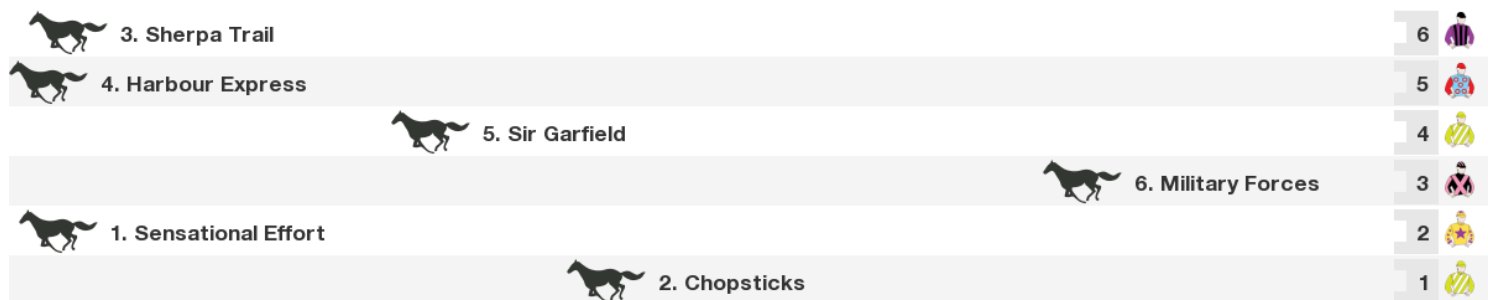 3. Sherpa Trail 6
4. Harbour Express 5
5. Sir Garfield 4
6. Military Forces 3
1. Sensational Effort 2
2. Chopsticks 1